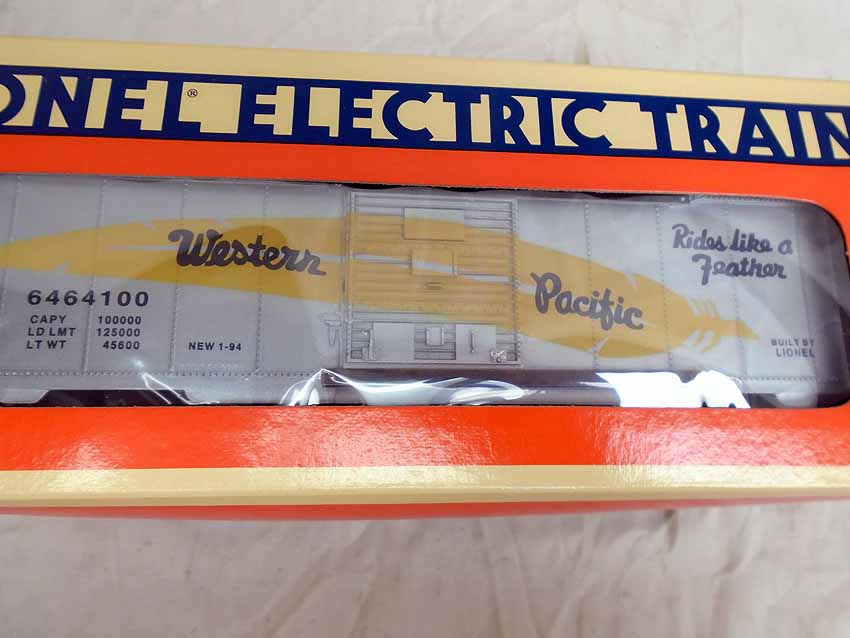 ONEL® ELECTRIC TRAIN
Western
Pacific
Rides like a
Feather
6464100
CAPY 100000
LD LMT 125000
LT WT 45600
NEW 1-94
BUILT BY
LIONEL